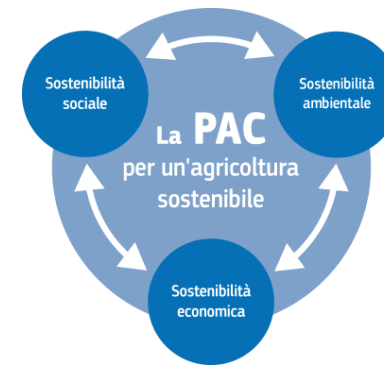 Sostenibilità
sociale
Sostenibilità
ambientale
La PAC
per un'agricoltura
sostenibile
Sostenibilità
economica